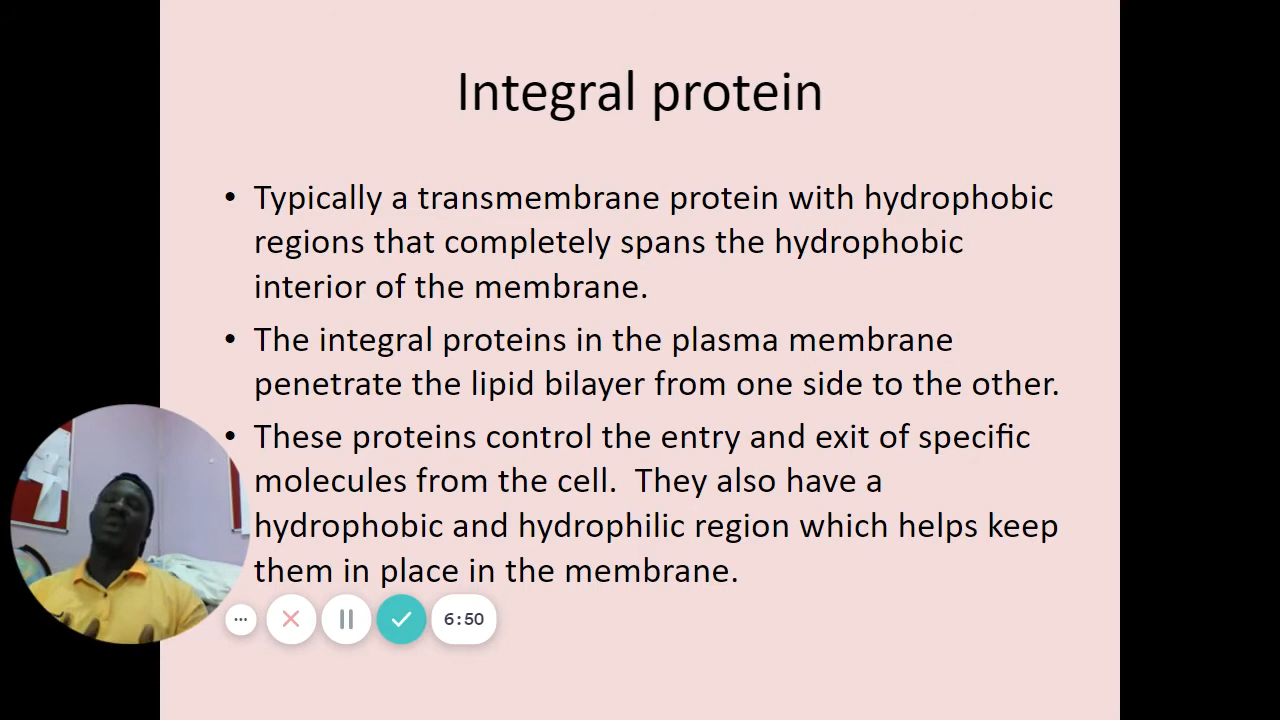 Integral protein
• Typically a transmembrane protein with hydrophobic
regions that completely spans the hydrophobic
interior of the membrane.
• The integral proteins in the plasma membrane
penetrate the lipid bilayer from one side to the other.
• These proteins control the entry and exit of specific
molecules from the cell.  They also have a
hydrophobic and hydrophilic region which helps keep
them in place in the membrane.
6:50